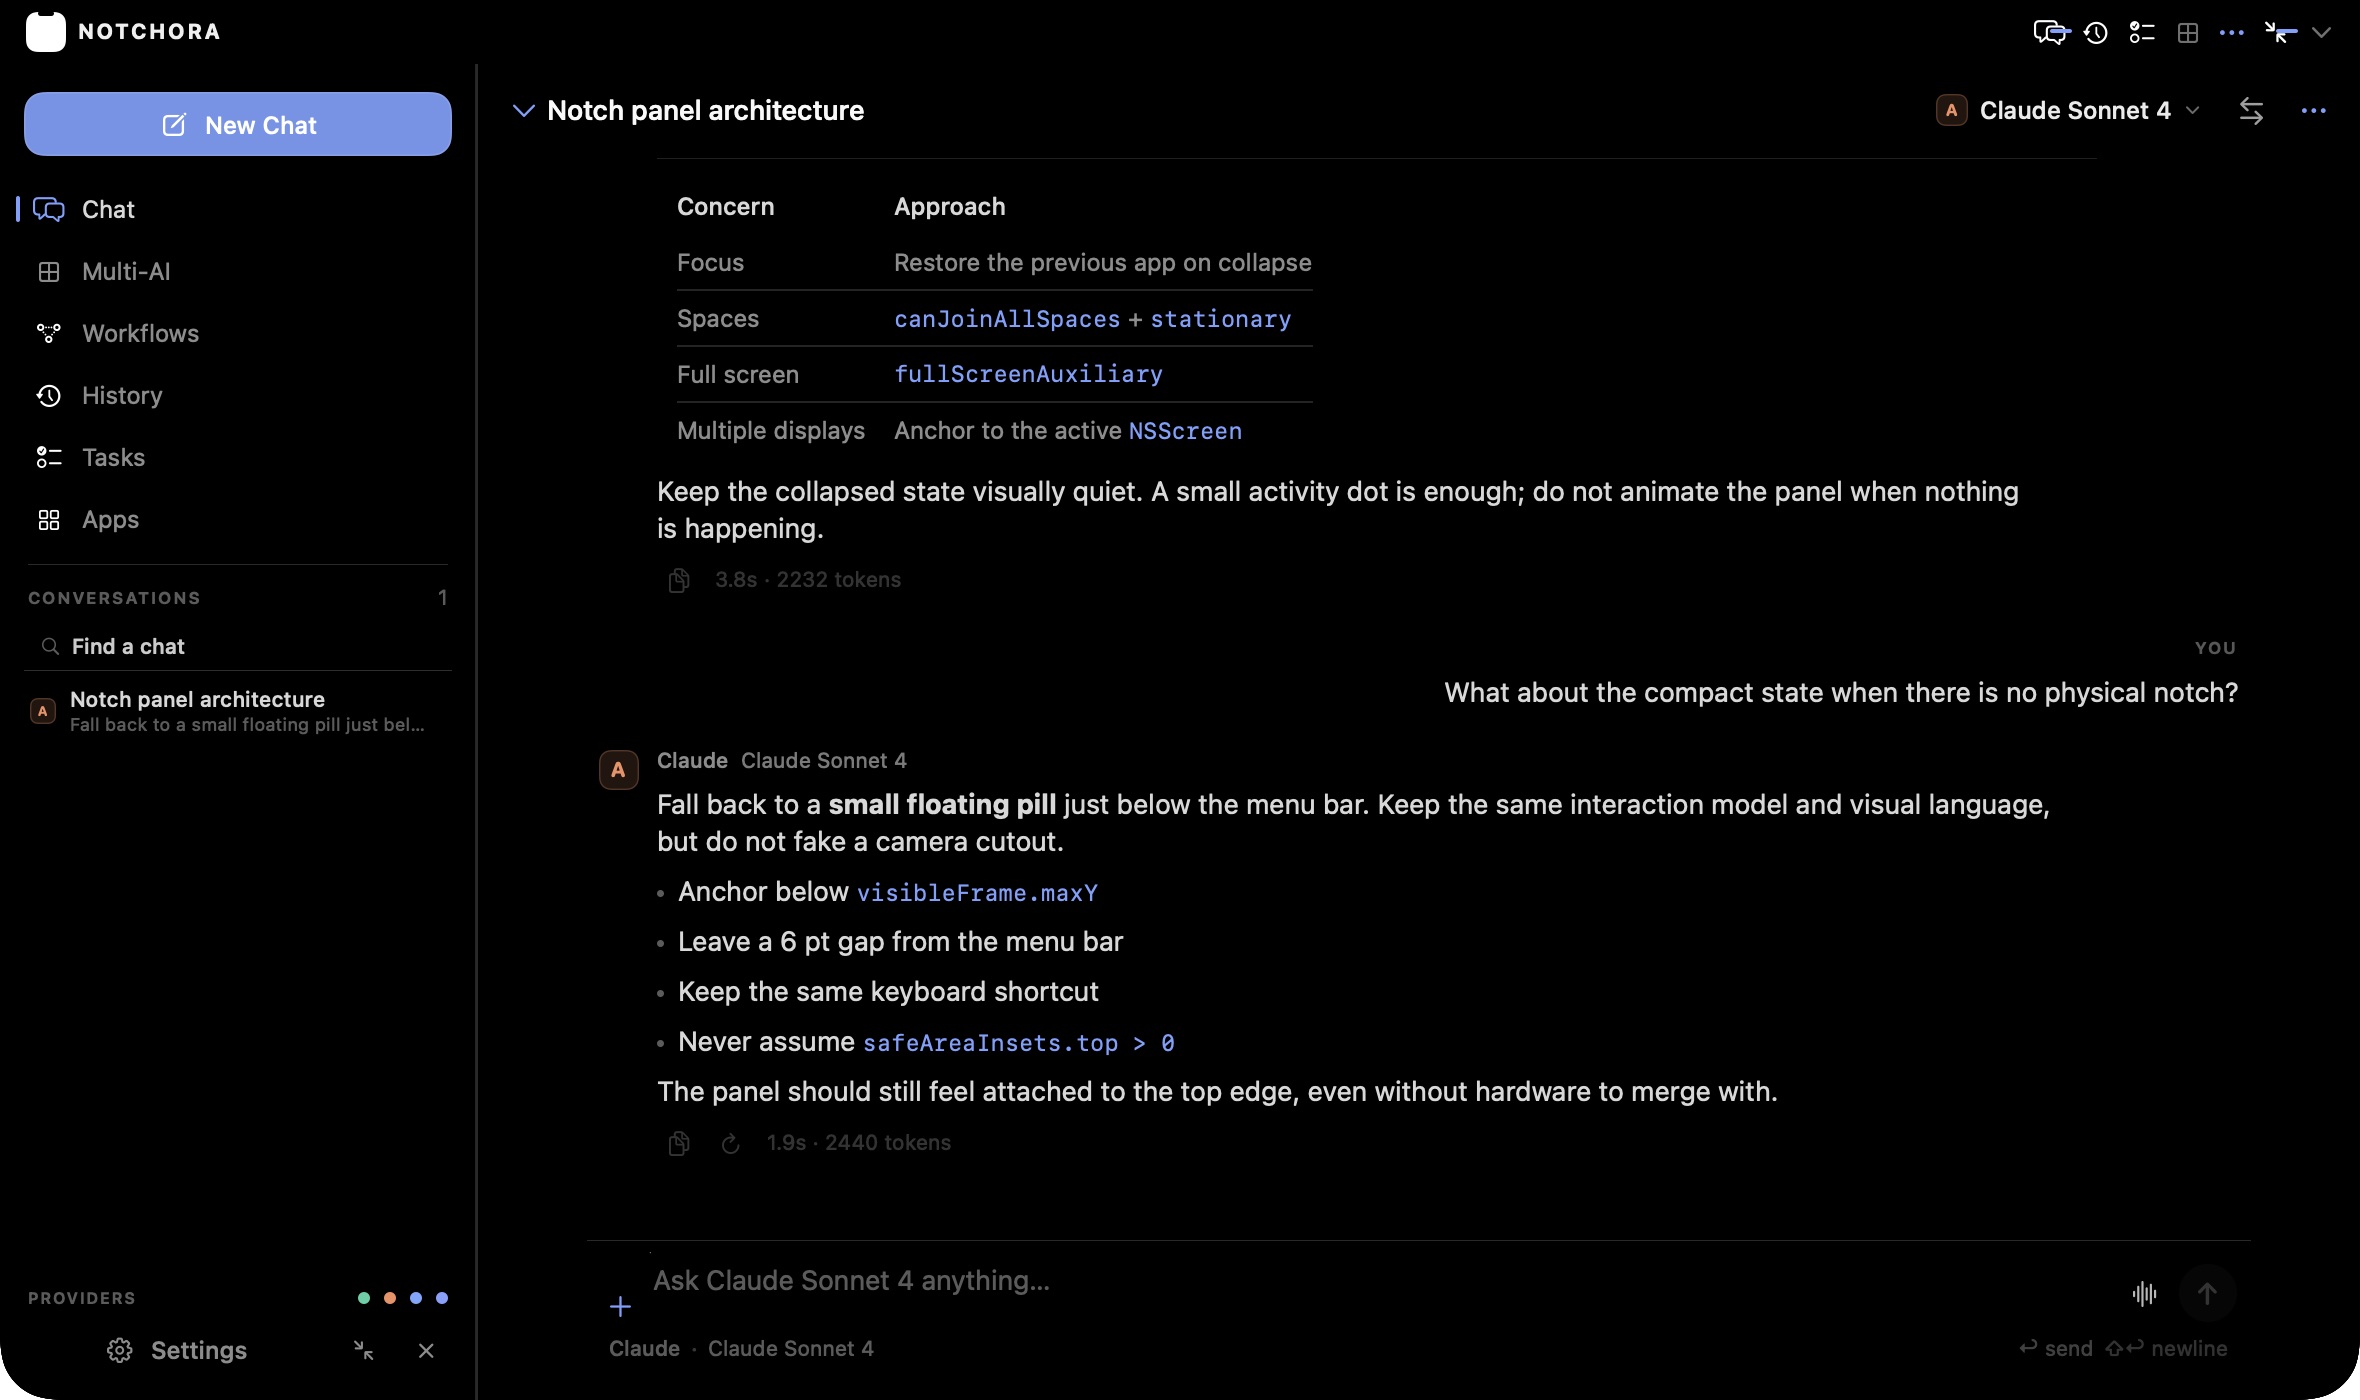 NOTCHORA
New Chat
Chat
Multi-AI
Workflows
History
Tasks
Apps
CONVERSATIONS 1
Find a chat
A
Notch panel architecture
Fall back to a small floating pill just bel...
PROVIDERS
Settings
Notch panel architecture
A Claude Sonnet 4
Concern Approach
Focus Restore the previous app on collapse
Spaces canJoinAllSpaces + stationary
Full screen fullScreenAuxiliary
Multiple displays Anchor to the active NSScreen
Keep the collapsed state visually quiet. A small activity dot is enough; do not animate the panel when nothing
is happening.
3.8s · 2232 tokens
YOU
What about the compact state when there is no physical notch?
A
Claude Claude Sonnet 4
Fall back to a small floating pill just below the menu bar. Keep the same interaction model and visual language,
but do not fake a camera cutout.
• Anchor below visibleFrame.maxY
• Leave a 6 pt gap from the menu bar
• Keep the same keyboard shortcut
• Never assume safeAreaInsets.top > 0
The panel should still feel attached to the top edge, even without hardware to merge with.
1.9s · 2440 tokens
Ask Claude Sonnet 4 anything...
Claude · Claude Sonnet 4
↩ send ⇧↩ newline